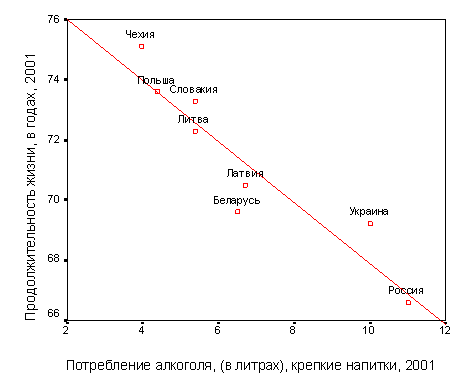 76
Чехия
74
Польша
Словакия
Литва
72
Латвия
70
Беларусь
Украина
68
Россия
66
2
4
6
8
10
12
Продолжительность жизни, в годах, 2001
Потребление алкоголя, (в литрах), крепкие напитки, 2001